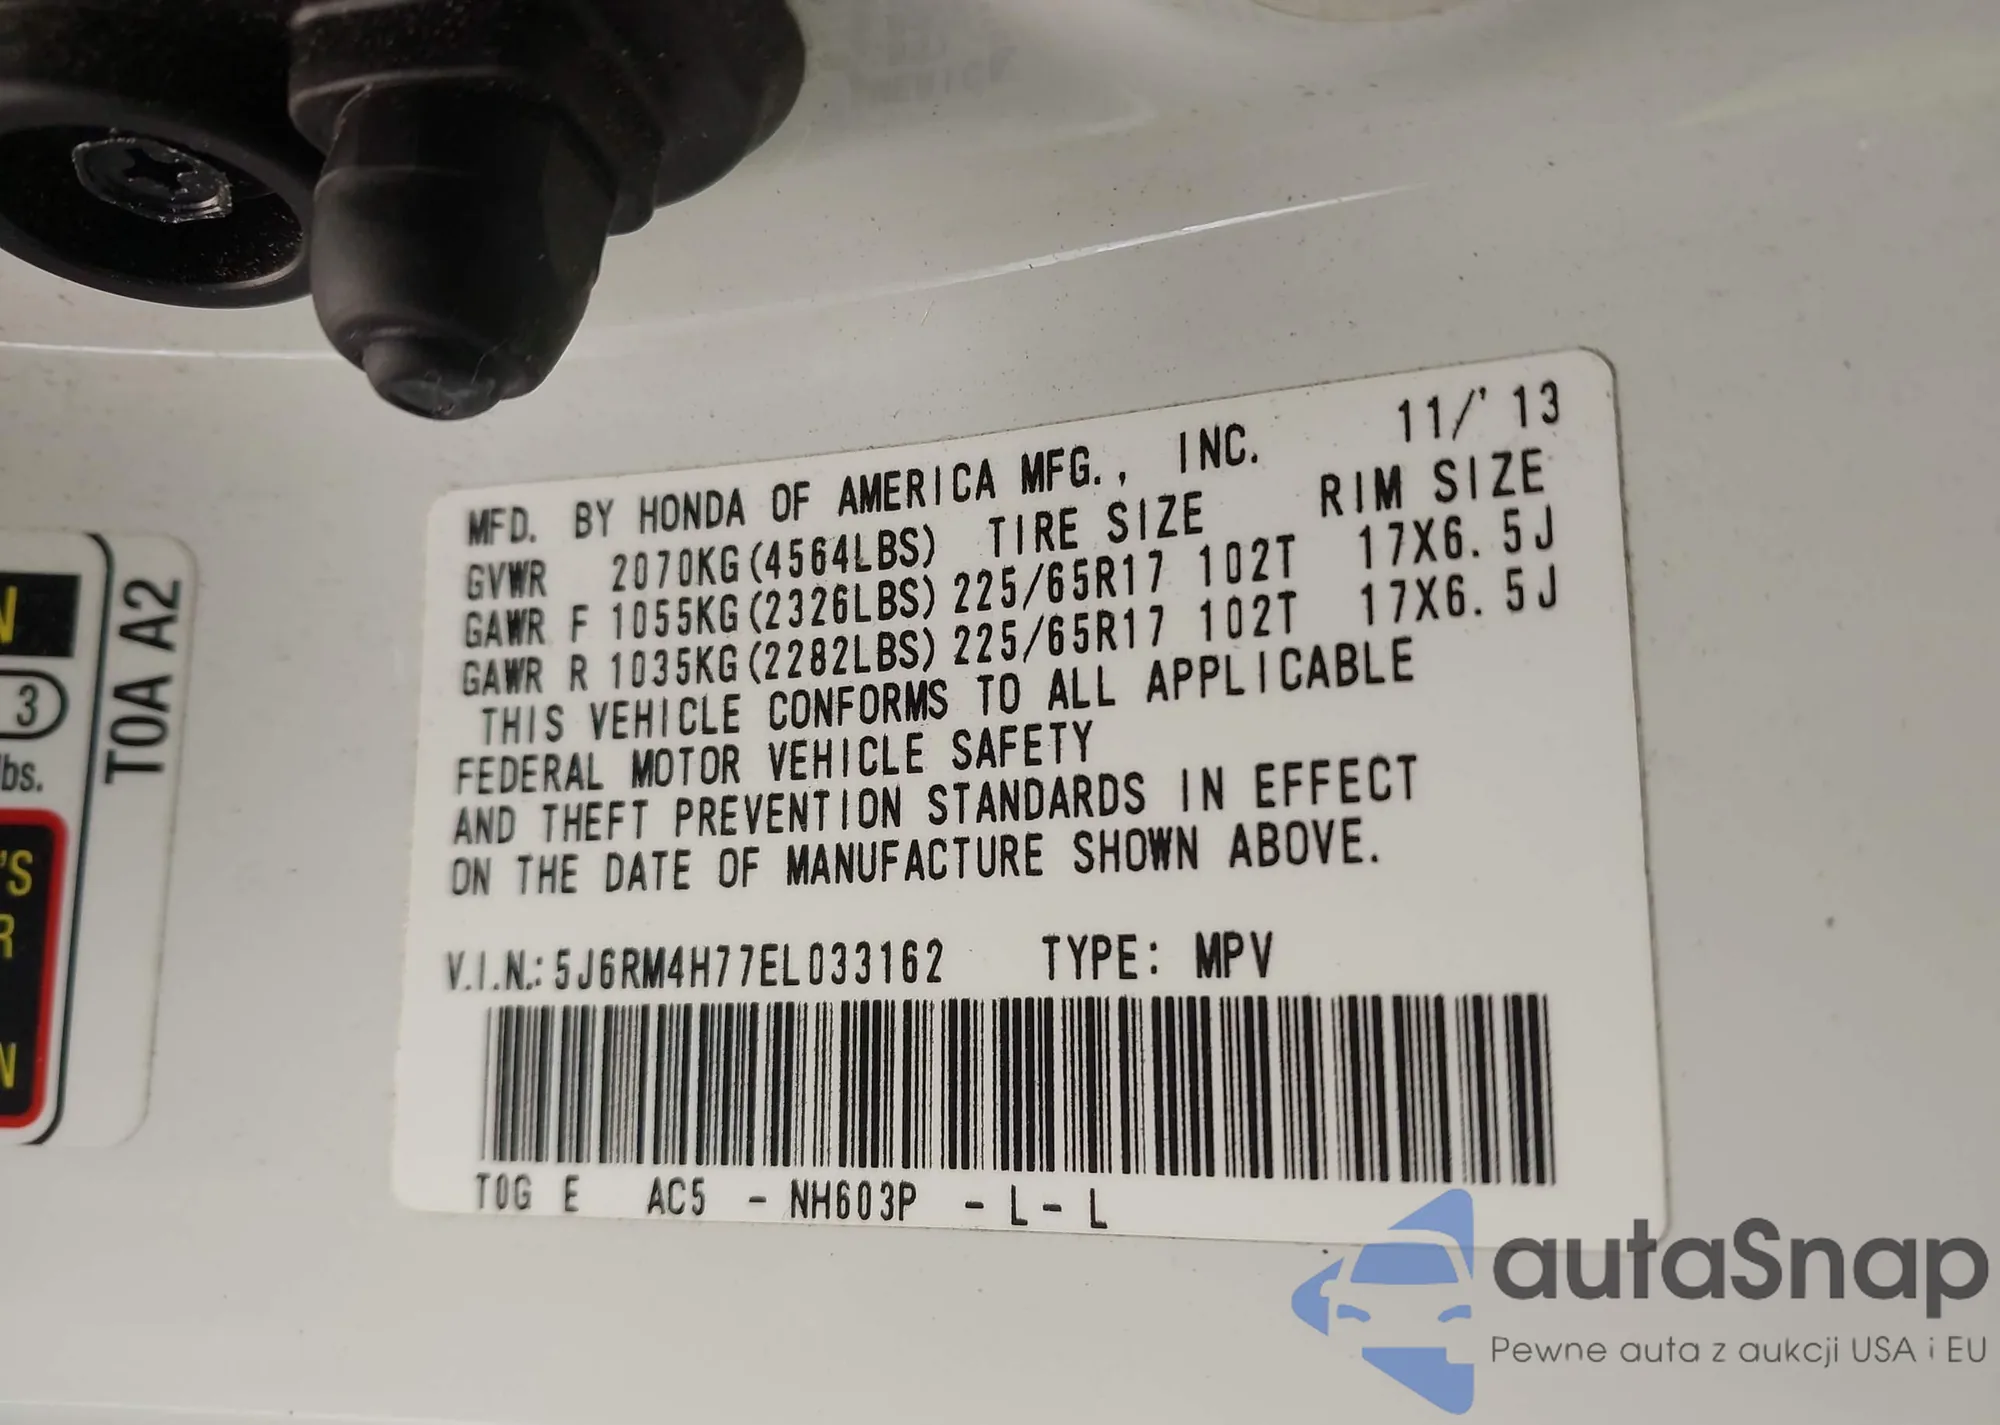 MFD. BY HONDA OF AMERICA MFG., INC. 11/'13
GVWR 2070KG(4564LBS) TIRE SIZE RIM SIZE
GAWR F 1055KG(2326LBS) 225/65R17 102T 17X6.5J
GAWR R 1035KG(2282LBS) 225/65R17 102T 17X6.5J
THIS VEHICLE CONFORMS TO ALL APPLICABLE
FEDERAL MOTOR VEHICLE SAFETY
AND THEFT PREVENTION STANDARDS IN EFFECT
ON THE DATE OF MANUFACTURE SHOWN ABOVE.
V.I.N.: 5J6RM4H77EL033162 TYPE: MPV
T0G E AC5 - NH603P - L - L
T0A A2
N
3
lbs.
'S
R
N
autaSnap
Pewne auta z aukcji USA i EU